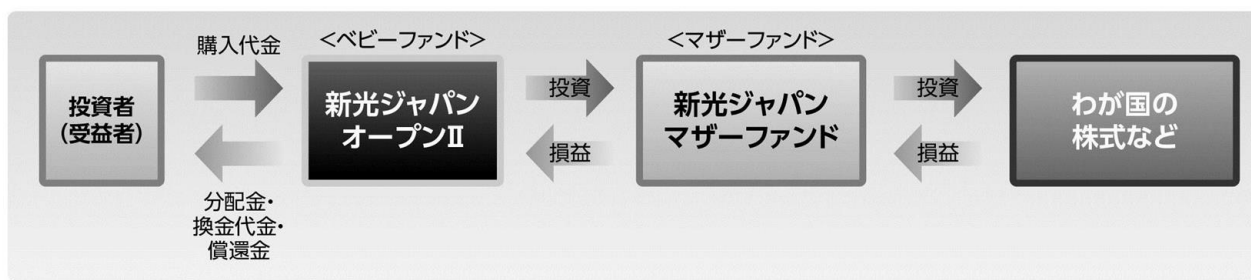 投資者
(受益者)
購入代金
分配金・
換金代金・
償還金
<ベビーファンド>
新光ジャパン
オープンⅡ
投資
損益
<マザーファンド>
新光ジャパン
マザーファンド
投資
損益
わが国の
株式など